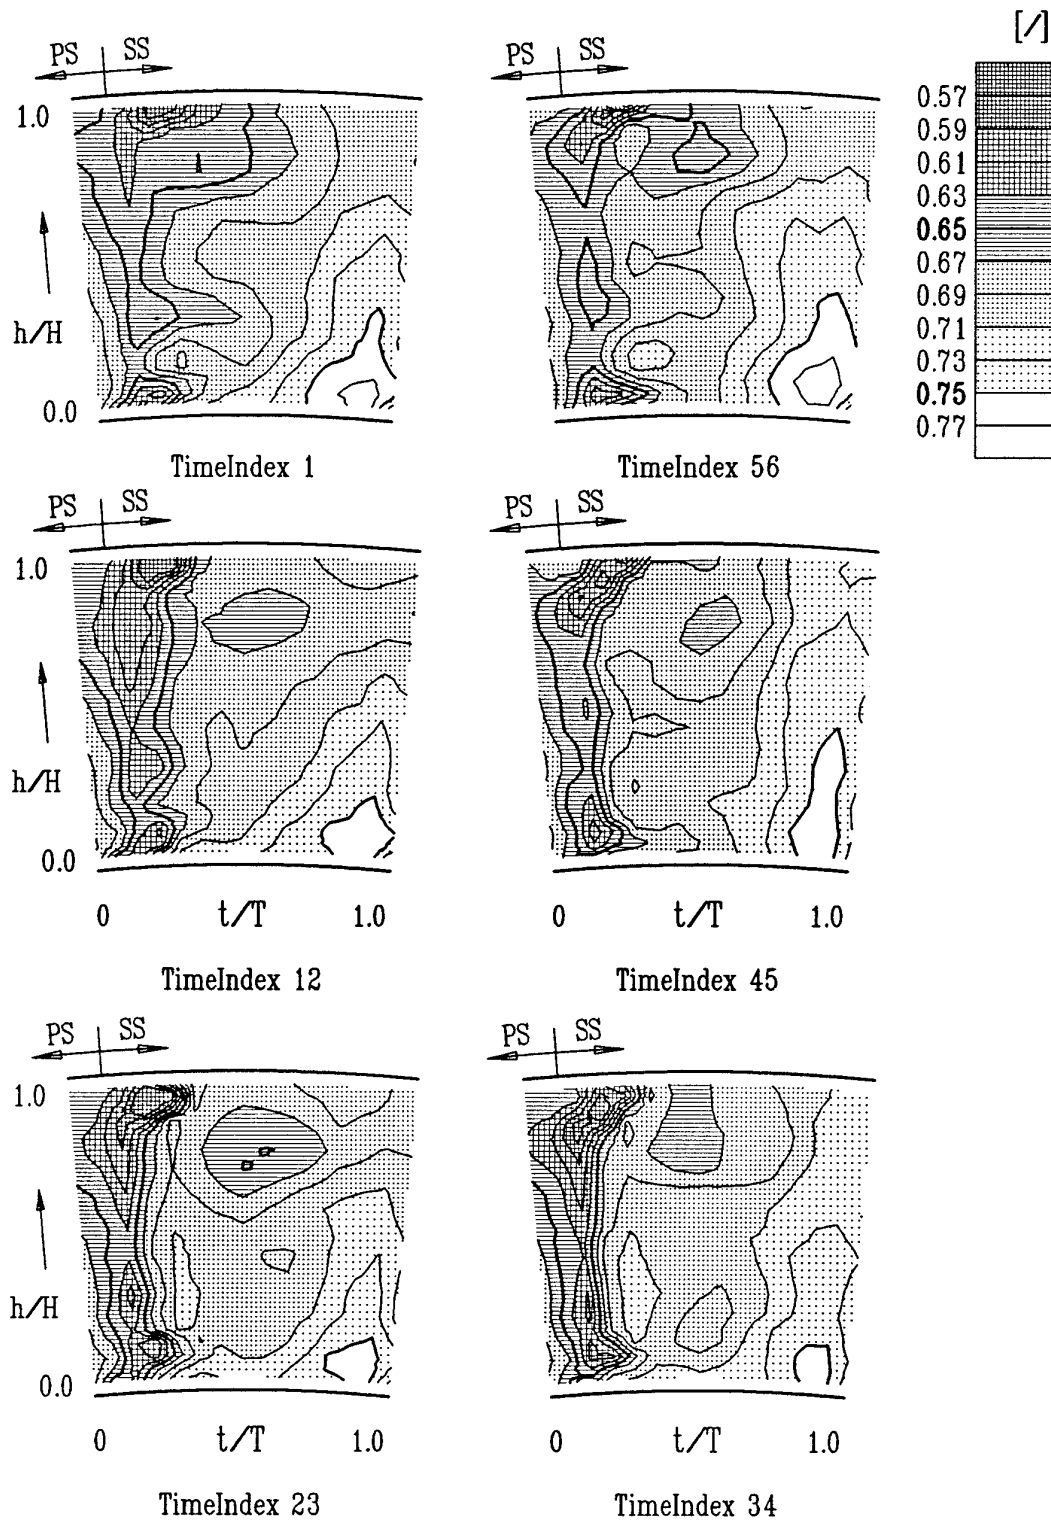 [/]
PS SS
PS SS
1.0
h/H
0.0
0.57
0.59
0.61
0.63
0.65
0.67
0.69
0.71
0.73
0.75
0.77
TimeIndex 1
TimeIndex 56
PS SS
PS SS
1.0
h/H
0.0
0 t/T 1.0
0 t/T 1.0
TimeIndex 12
TimeIndex 45
PS SS
PS SS
1.0
h/H
0.0
0 t/T 1.0
0 t/T 1.0
TimeIndex 23
TimeIndex 34